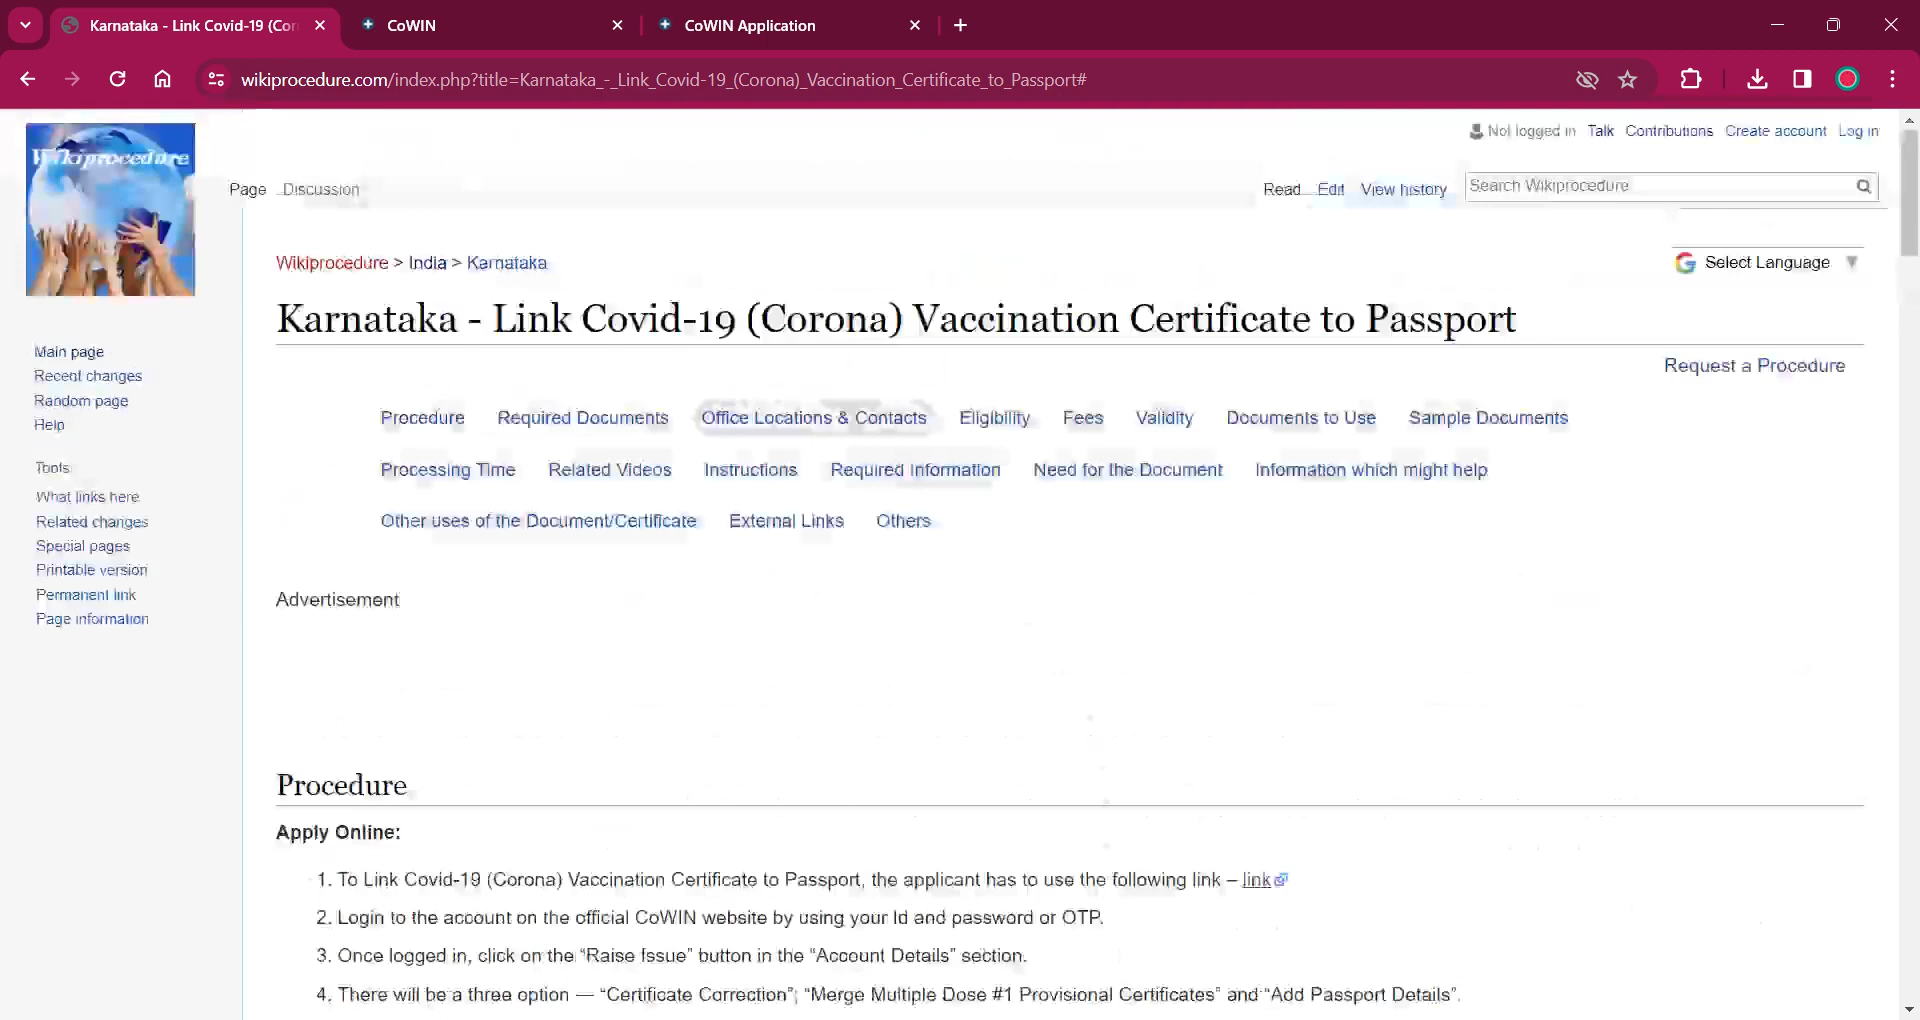 Karnataka - Link Covid-19 (Cor
CoWIN
CoWIN Application
wikiprocedure.com/index.php?title=Karnataka_-_Link_Covid-19_(Corona)_Vaccination_Certificate_to_Passport#
Wikiprocedure
Not logged in Talk Contributions Create account Log in
Page Discussion
Read Edit View history
Search Wikiprocedure
Wikiprocedure > India > Karnataka
Select Language
Karnataka - Link Covid-19 (Corona) Vaccination Certificate to Passport
Request a Procedure
Main page
Recent changes
Random page
Help
Tools
What links here
Related changes
Special pages
Printable version
Permanent link
Page information
Procedure Required Documents Office Locations & Contacts Eligibility Fees Validity Documents to Use Sample Documents
Processing Time Related Videos Instructions Required Information Need for the Document Information which might help
Other uses of the Document/Certificate External Links Others
Advertisement
Procedure
Apply Online:
1. To Link Covid-19 (Corona) Vaccination Certificate to Passport, the applicant has to use the following link – link
2. Login to the account on the official CoWIN website by using your Id and password or OTP.
3. Once logged in, click on the “Raise Issue” button in the “Account Details” section.
4. There will be a three option — “Certificate Correction”; “Merge Multiple Dose #1 Provisional Certificates” and “Add Passport Details”.